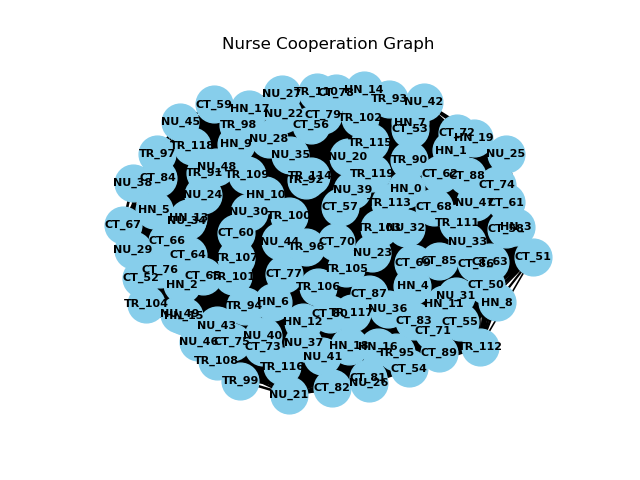 Nurse Cooperation Graph
NU_27
TR_110
CT_78
HN_14
TR_93
NU_42
CT_59
HN_17
NU_22
CT_79
TR_102
HN_7
NU_45
TR_98
CT_56
CT_53
CT_72
HN_19
TR_118
HN_9
NU_28
TR_115
HN_1
TR_97
NU_35
NU_20
TR_90
NU_25
NU_48
TR_91
TR_109
TR_92
TR_114
TR_119
CT_62
CT_88
NU_38
CT_84
CT_74
NU_24
HN_10
NU_39
HN_0
CT_57
TR_113
CT_68
NU_47
CT_61
HN_5
HN_13
NU_34
NU_30
TR_100
TR_111
CT_67
CT_60
TR_103
NU_32
HN_3
CT_66
NU_44
TR_96
CT_70
NU_33
NU_29
CT_64
TR_107
NU_23
CT_51
CT_76
TR_105
CT_69
CT_85
CT_86
CT_63
CT_52
TR_101
CT_77
HN_2
TR_106
CT_87
HN_4
CT_50
NU_31
TR_104
TR_94
HN_6
NU_36
HN_11
HN_8
NU_49
HN_15
TR_117
NU_43
HN_12
CT_83
CT_55
CT_71
NU_46
CT_75
NU_40
CT_73
NU_37
HN_18
HN_16
TR_95
CT_89
TR_112
TR_108
TR_116
NU_41
CT_54
TR_99
CT_81
NU_26
NU_21
CT_82